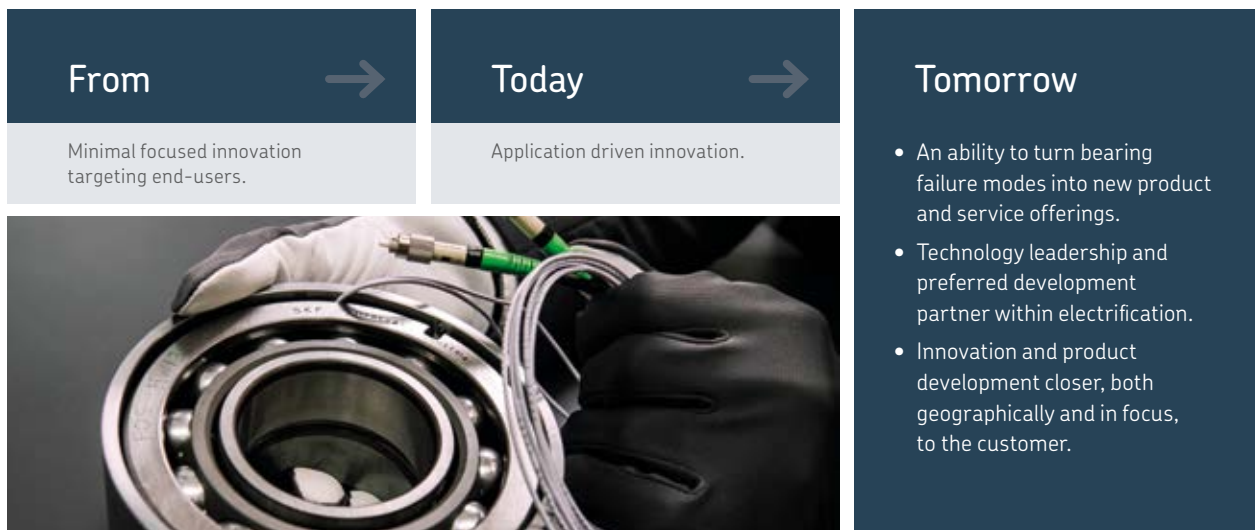 From
Minimal focused innovation
targeting end-users.
Today
Application driven innovation.
SKF
Tomorrow
• An ability to turn bearing
failure modes into new product
and service offerings.
• Technology leadership and
preferred development
partner within electrification.
• Innovation and product
development closer, both
geographically and in focus,
to the customer.